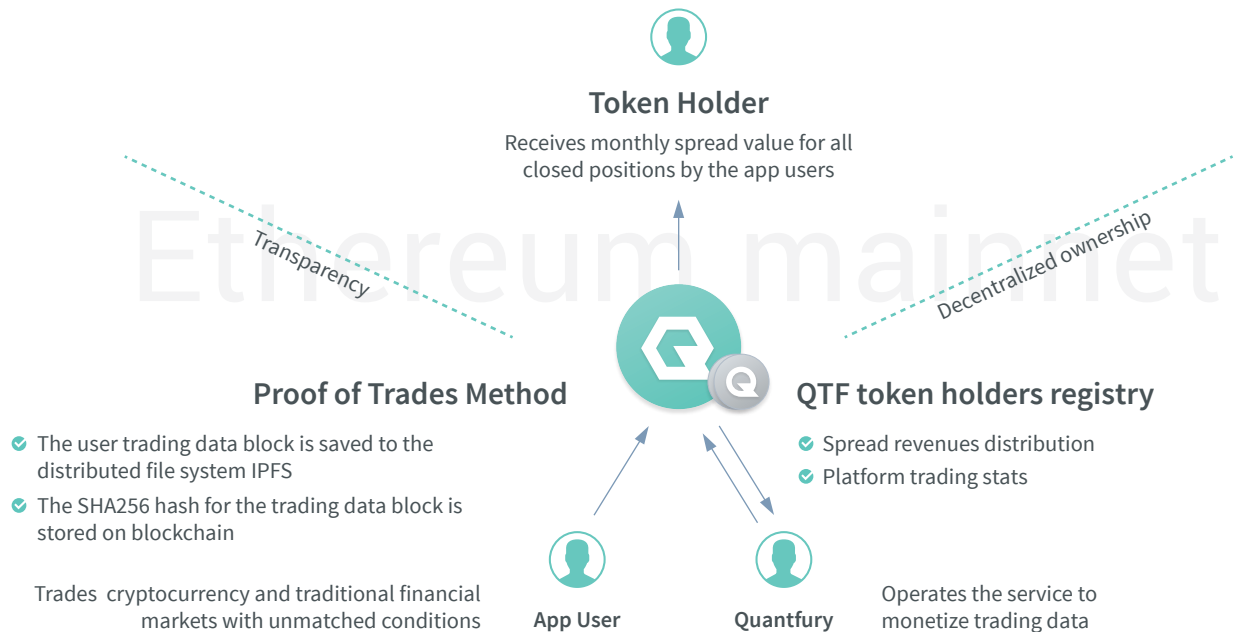 Token Holder
Receives monthly spread value for all
closed positions by the app users
Ethereum mainnet
Transparency
Decentralized ownership
Proof of Trades Method
The user trading data block is saved to the
distributed file system IPFS
The SHA256 hash for the trading data block is
stored on blockchain
QTF token holders registry
Spread revenues distribution
Platform trading stats
Trades cryptocurrency and traditional financial
markets with unmatched conditions
App User
Quantfury
Operates the service to
monetize trading data